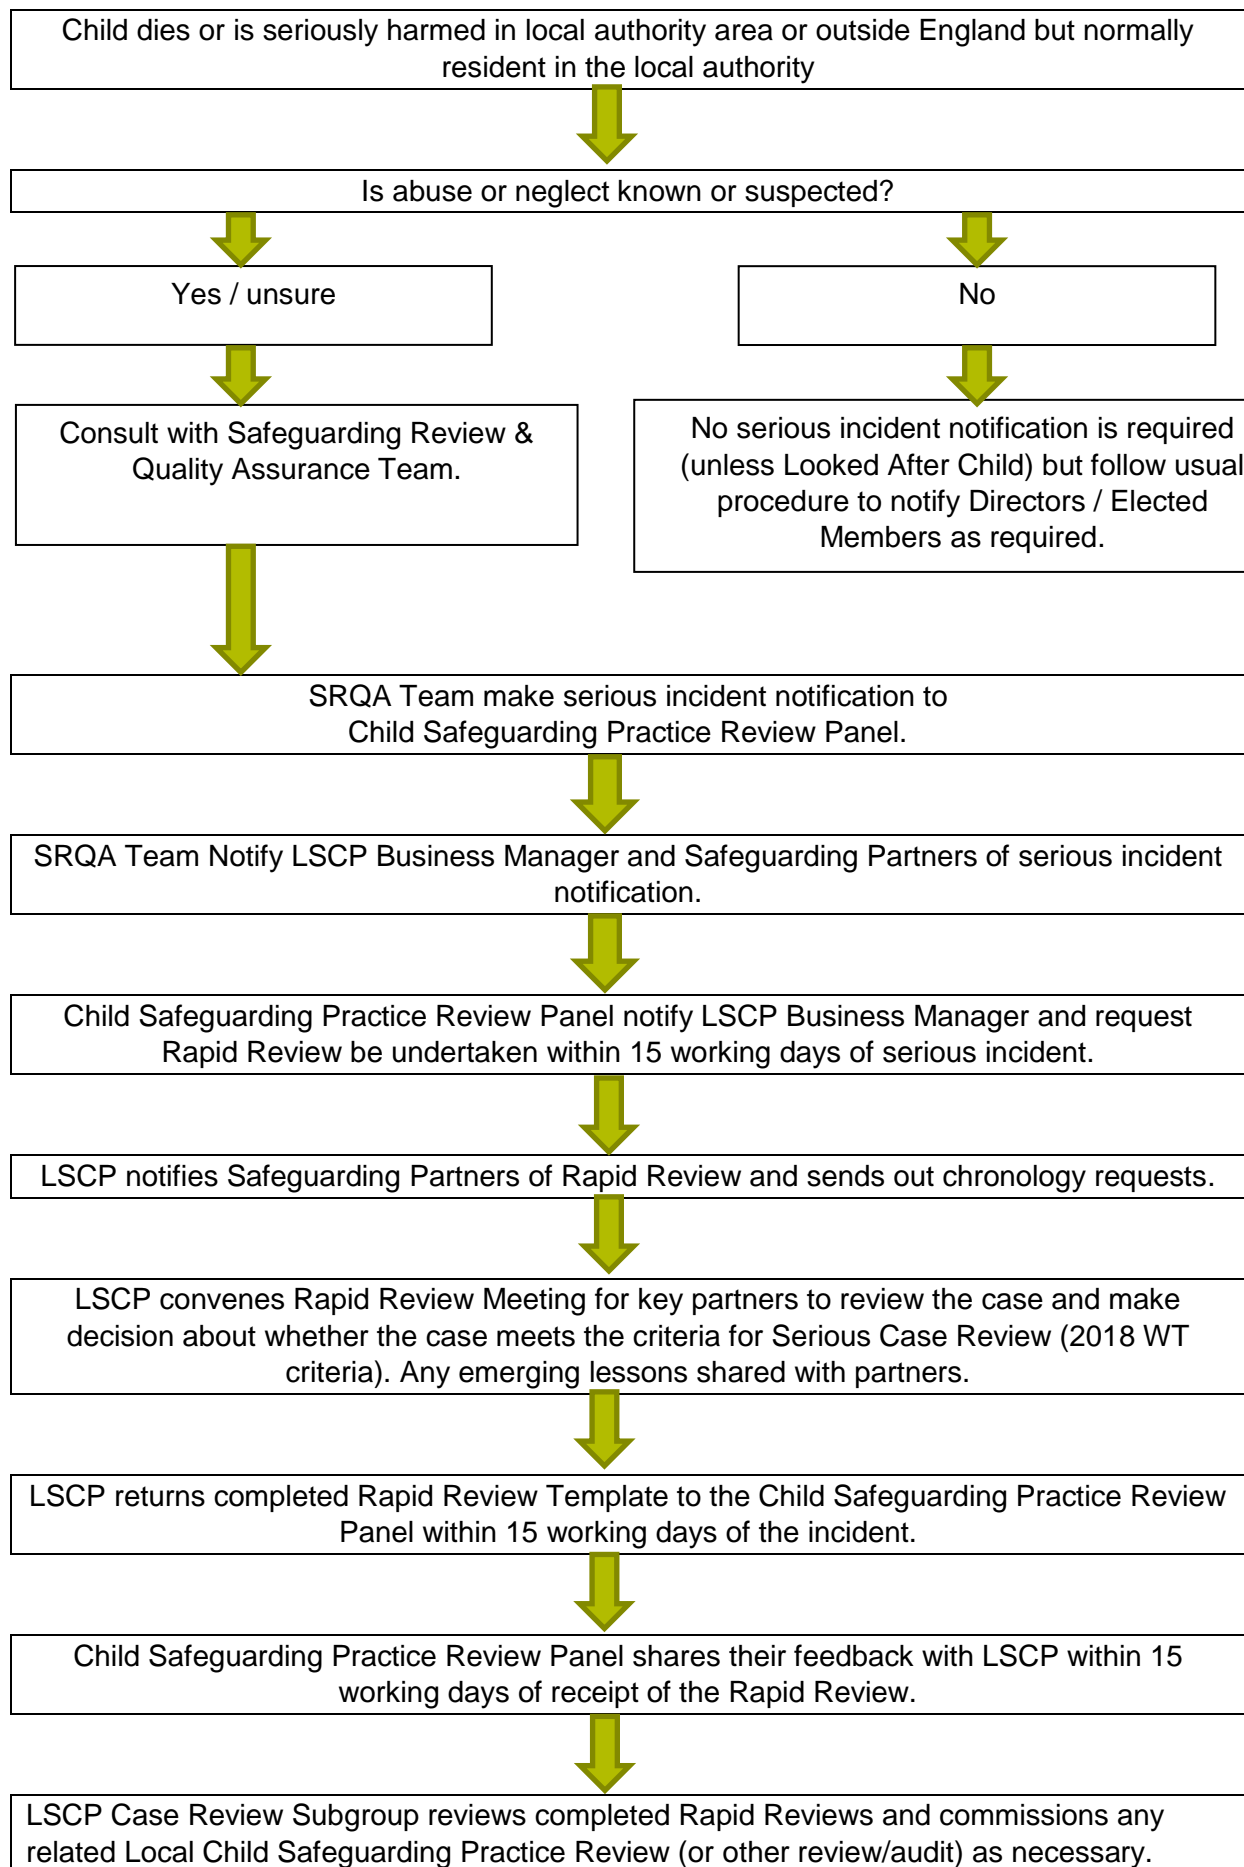 Child dies or is seriously harmed in local authority area or outside England but normally
resident in the local authority
Is abuse or neglect known or suspected?
Yes / unsure
No
Consult with Safeguarding Review &
Quality Assurance Team.
No serious incident notification is required
(unless Looked After Child) but follow usual
procedure to notify Directors / Elected
Members as required.
SRQA Team make serious incident notification to
Child Safeguarding Practice Review Panel.
SRQA Team Notify LSCP Business Manager and Safeguarding Partners of serious incident
notification.
Child Safeguarding Practice Review Panel notify LSCP Business Manager and request
Rapid Review be undertaken within 15 working days of serious incident.
LSCP notifies Safeguarding Partners of Rapid Review and sends out chronology requests.
LSCP convenes Rapid Review Meeting for key partners to review the case and make
decision about whether the case meets the criteria for Serious Case Review (2018 WT
criteria). Any emerging lessons shared with partners.
LSCP returns completed Rapid Review Template to the Child Safeguarding Practice Review
Panel within 15 working days of the incident.
Child Safeguarding Practice Review Panel shares their feedback with LSCP within 15
working days of receipt of the Rapid Review.
LSCP Case Review Subgroup reviews completed Rapid Reviews and commissions any
related Local Child Safeguarding Practice Review (or other review/audit) as necessary.